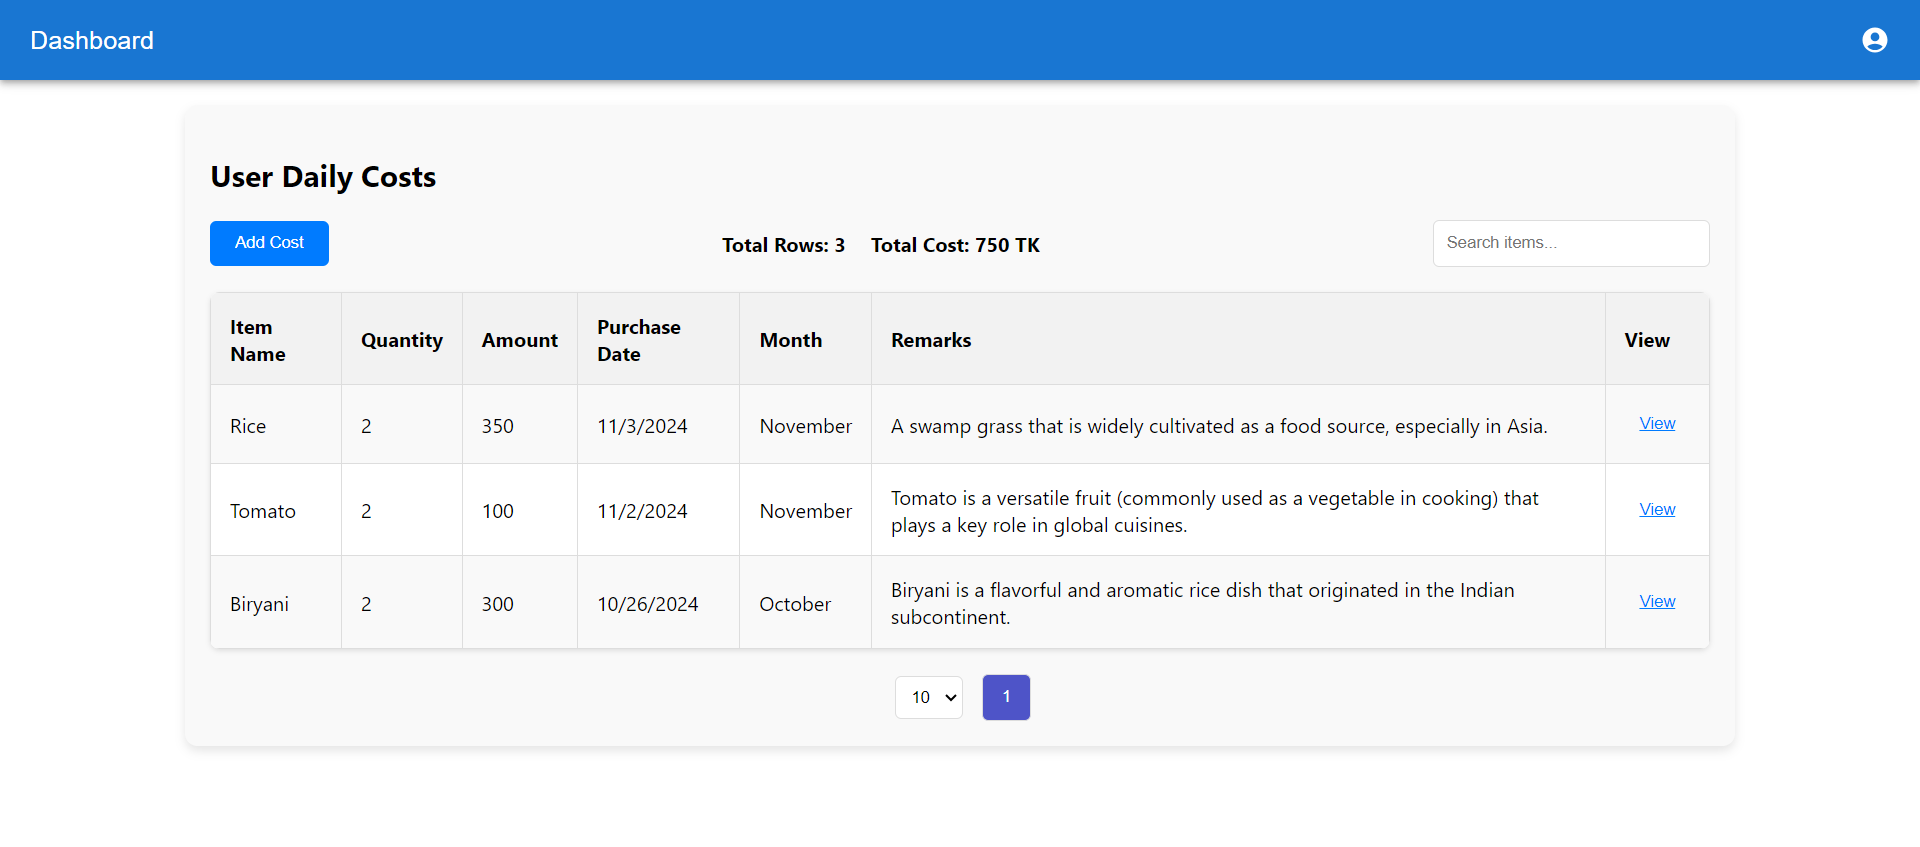 Dashboard
User Daily Costs
Add Cost
Total Rows: 3 Total Cost: 750 TK
Search items...
Item Name Quantity Amount Purchase Date Month Remarks View
Rice 2 350 11/3/2024 November A swamp grass that is widely cultivated as a food source, especially in Asia. View
Tomato 2 100 11/2/2024 November Tomato is a versatile fruit (commonly used as a vegetable in cooking) that
plays a key role in global cuisines. View
Biryani 2 300 10/26/2024 October Biryani is a flavorful and aromatic rice dish that originated in the Indian
subcontinent. View
10 1